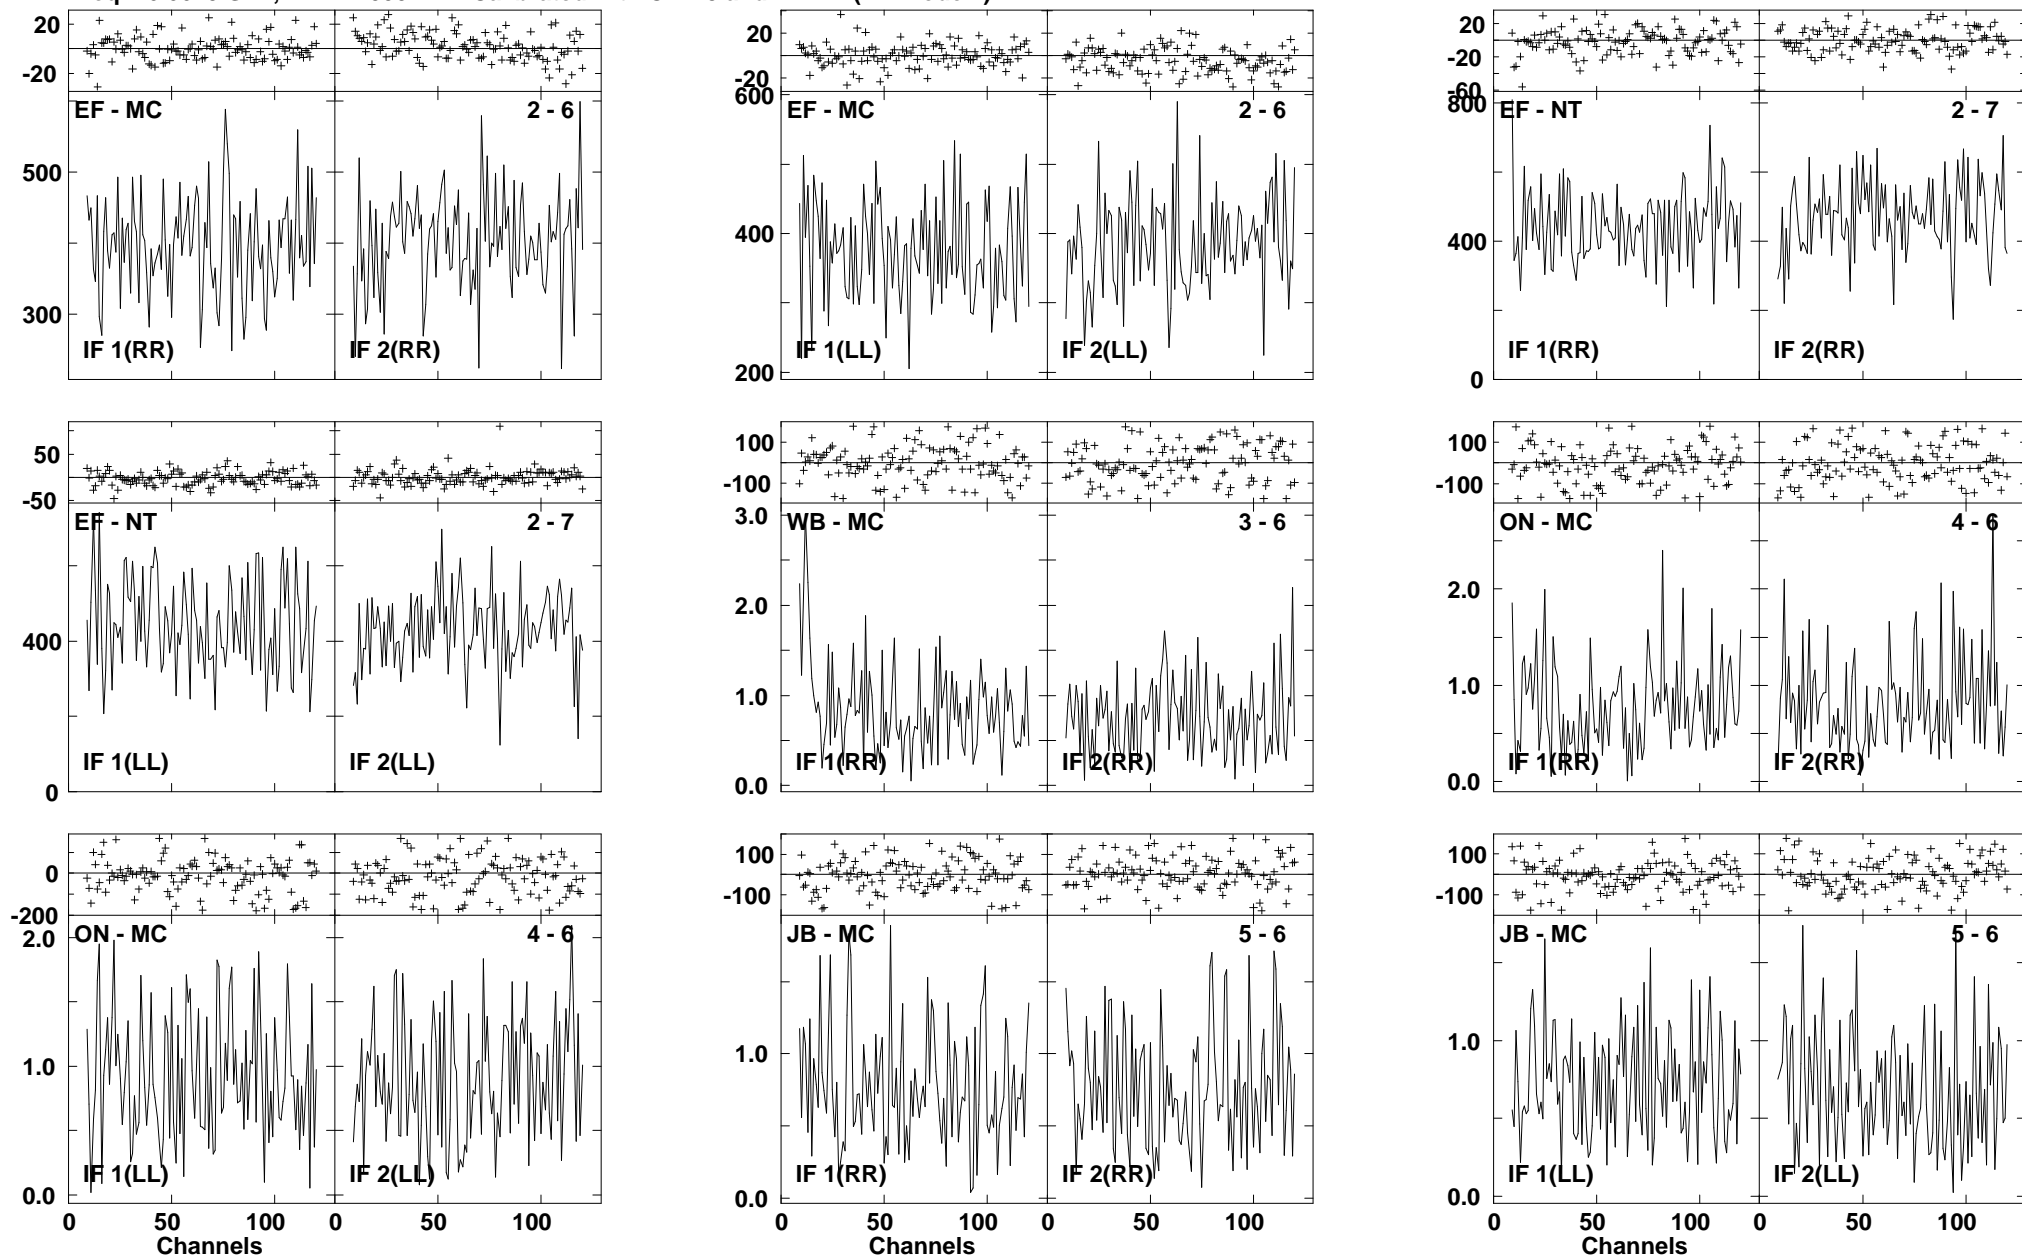 20
-20
EF - MC 2 - 6
500
300
IF 1(RR) IF 2(RR)
20
-20
600
EF - MC 2 - 6
400
200
IF 1(LL) IF 2(LL)
20
-20
-60
800
EF - NT 2 - 7
400
0
IF 1(RR) IF 2(RR)
50
-50
EF - NT 2 - 7
400
0
IF 1(LL) IF 2(LL)
100
-100
3.0
WB - MC 3 - 6
2.0
1.0
0.0
IF 1(RR) IF 2(RR)
100
-100
ON - MC 4 - 6
2.0
1.0
0.0
IF 1(RR) IF 2(RR)
0
-200
2.0
ON - MC 4 - 6
1.0
0.0
IF 1(LL) IF 2(LL)
0 50 100 0 50 100
Channels
100
-100
JB - MC 5 - 6
1.0
0.0
IF 1(RR) IF 2(RR)
0 50 100 0 50 100
Channels
100
-100
JB - MC 5 - 6
1.0
0.0
IF 1(LL) IF 2(LL)
0 50 100 0 50 100
Channels